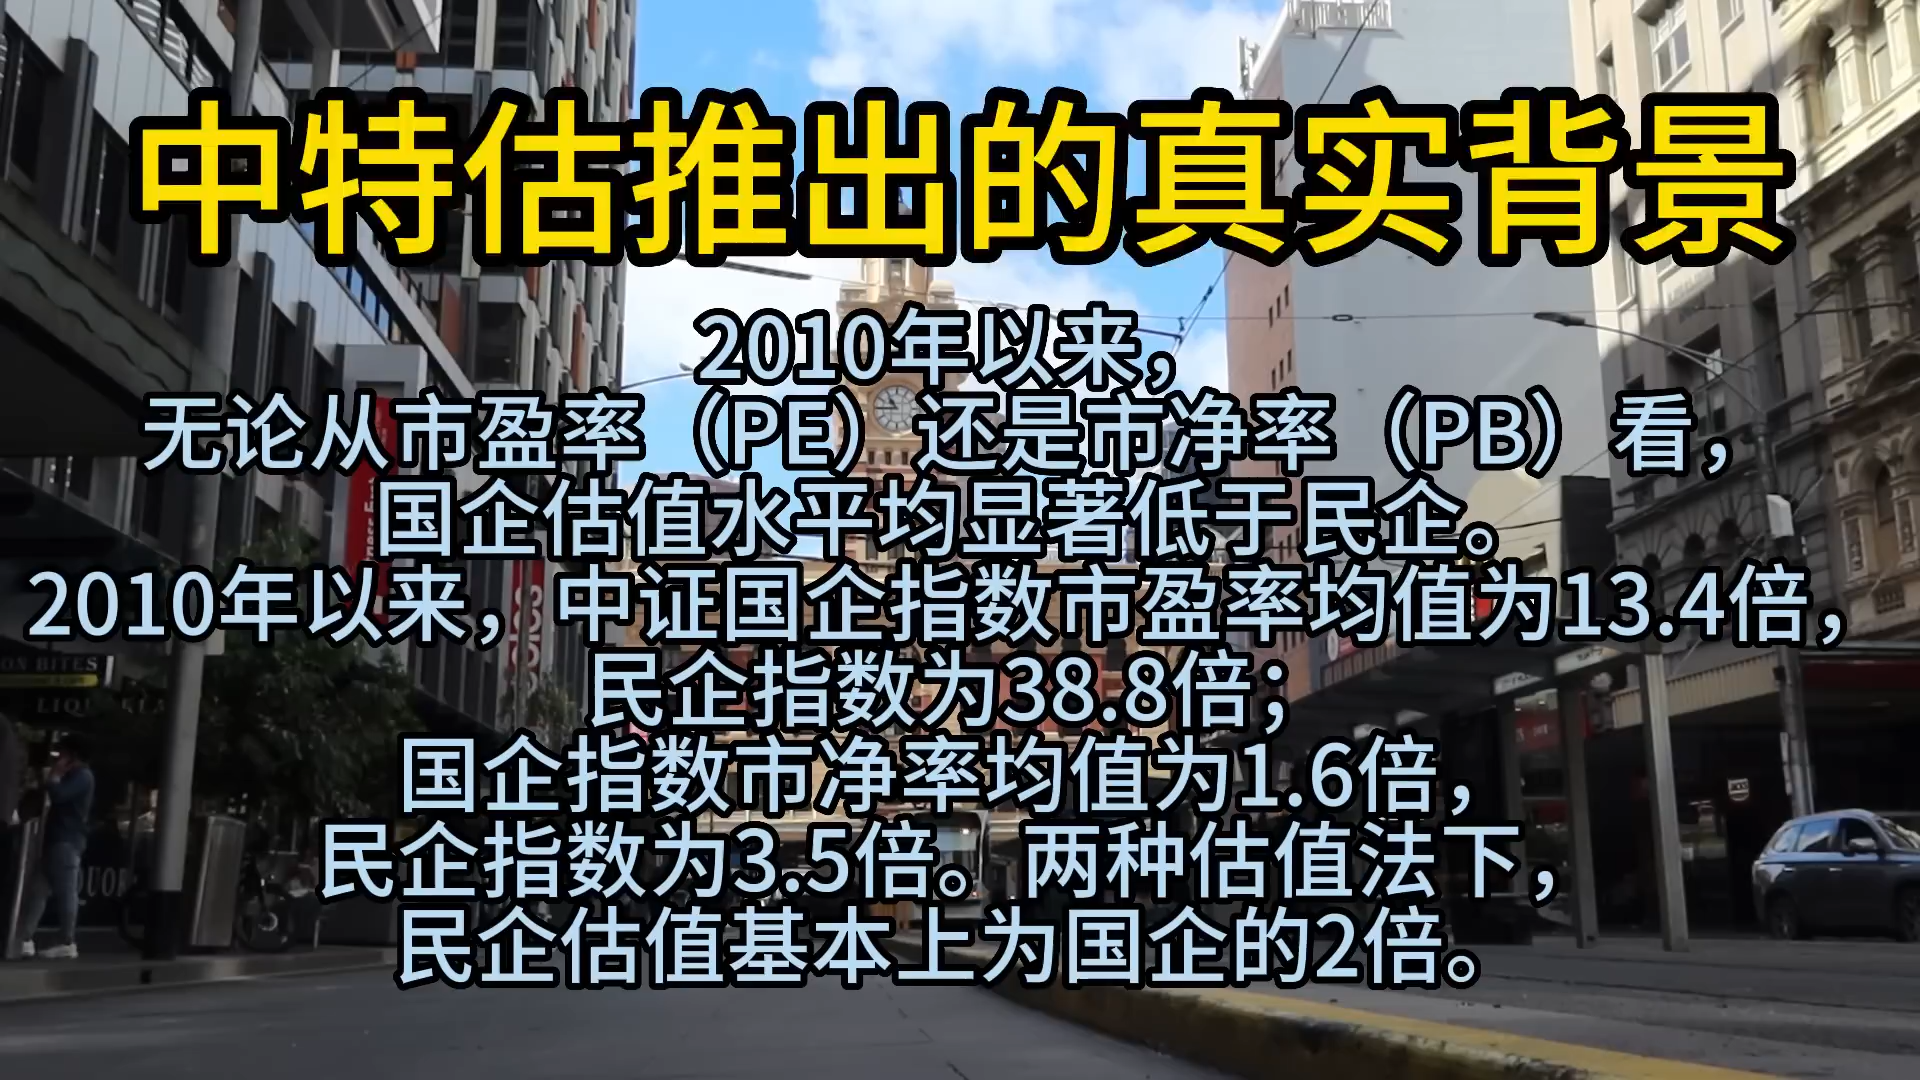 中特估推出的真实背景
2010年以来，
无论从市盈率（PE）还是市净率（PB）看，
国企估值水平均显著低于民企。
2010年以来，中证国企指数市盈率均值为13.4倍，
民企指数为38.8倍；
国企指数市净率均值为1.6倍，
民企指数为3.5倍。两种估值法下，
民企估值基本上为国企的2倍。